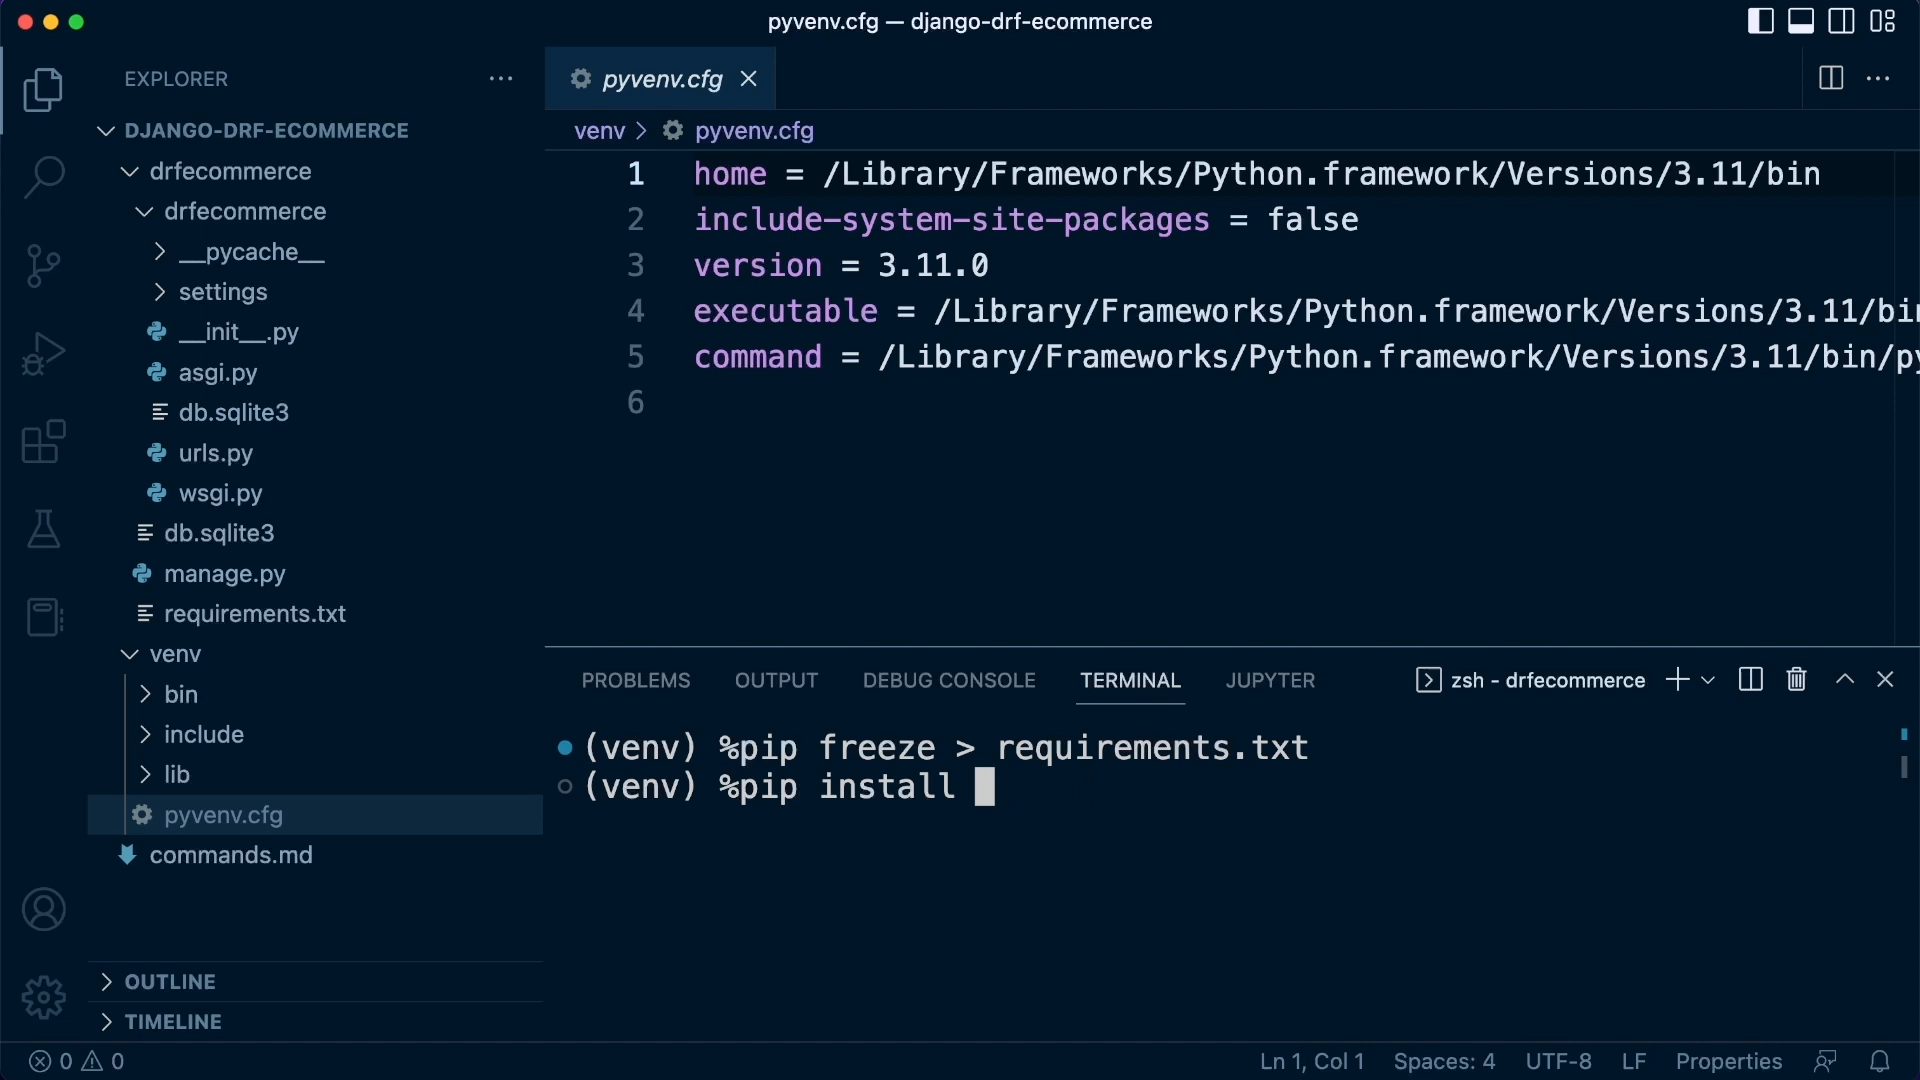 pyvenv.cfg — django-drf-ecommerce
EXPLORER
DJANGO-DRF-ECOMMERCE
drfecommerce
drfecommerce
__pycache__
settings
__init__.py
asgi.py
db.sqlite3
urls.py
wsgi.py
db.sqlite3
manage.py
requirements.txt
venv
bin
include
lib
pyvenv.cfg
commands.md
OUTLINE
TIMELINE
pyvenv.cfg
venv > pyvenv.cfg
1 home = /Library/Frameworks/Python.framework/Versions/3.11/bin
2 include-system-site-packages = false
3 version = 3.11.0
4 executable = /Library/Frameworks/Python.framework/Versions/3.11/bin
5 command = /Library/Frameworks/Python.framework/Versions/3.11/bin/py
6
PROBLEMS OUTPUT DEBUG CONSOLE TERMINAL JUPYTER zsh - drfecommerce
(venv) %pip freeze > requirements.txt
(venv) %pip install
0 0 Ln 1, Col 1 Spaces: 4 UTF-8 LF Properties